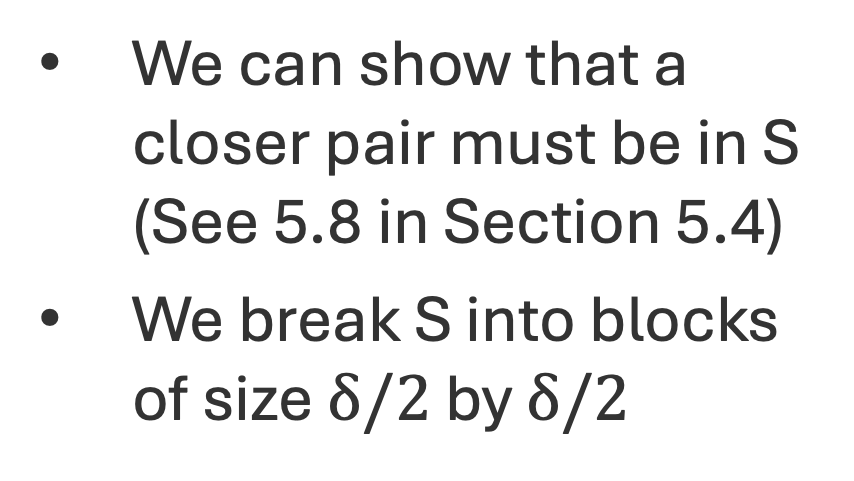 • We can show that a
closer pair must be in S
(See 5.8 in Section 5.4)
• We break S into blocks
of size δ/2 by δ/2